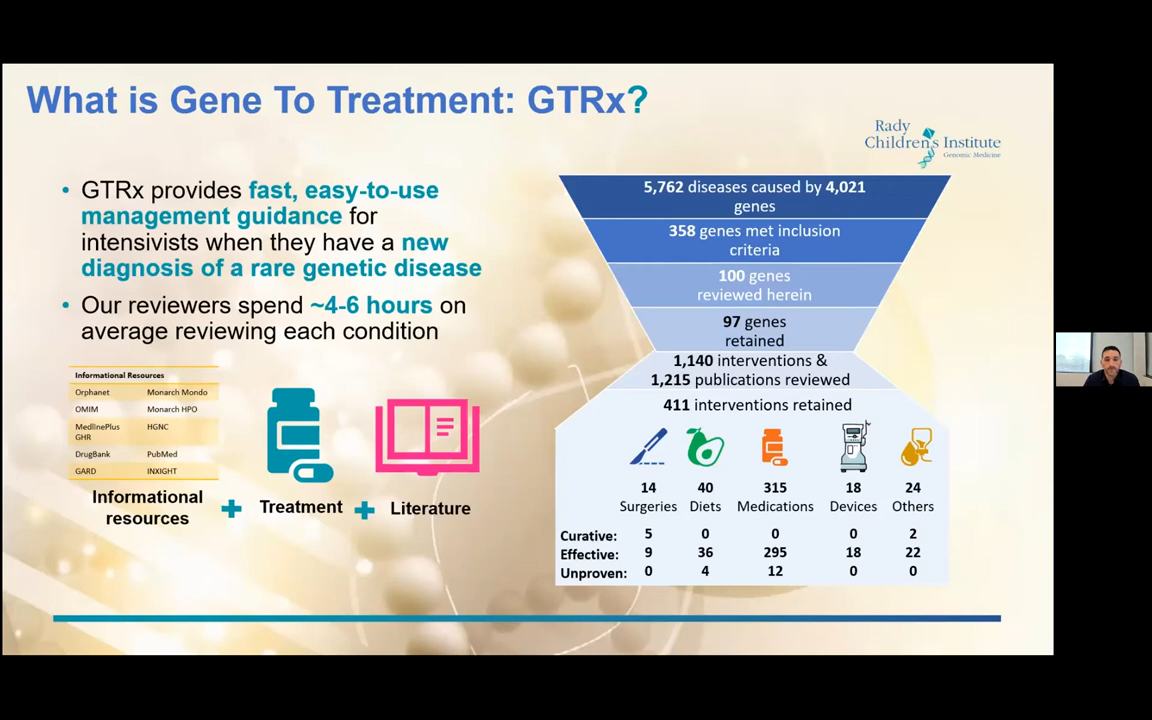 What is Gene To Treatment: GTRx?
Rady
Children's Institute
Genomic Medicine
• GTRx provides fast, easy-to-use
management guidance for
intensivists when they have a new
diagnosis of a rare genetic disease
• Our reviewers spend ~4-6 hours on
average reviewing each condition
Informational Resources
Orphanet Monarch Mondo
OMIM Monarch HPO
MedlinePlus HGNC
GHR
DrugBank PubMed
GARD INXIGHT
Informational
resources
+ Treatment + Literature
5,762 diseases caused by 4,021
genes
358 genes met inclusion
criteria
100 genes
reviewed herein
97 genes
retained
1,140 interventions &
1,215 publications reviewed
411 interventions retained
14 40 315 18 24
Surgeries Diets Medications Devices Others
Curative: 5 0 0 0 2
Effective: 9 36 295 18 22
Unproven: 0 4 12 0 0